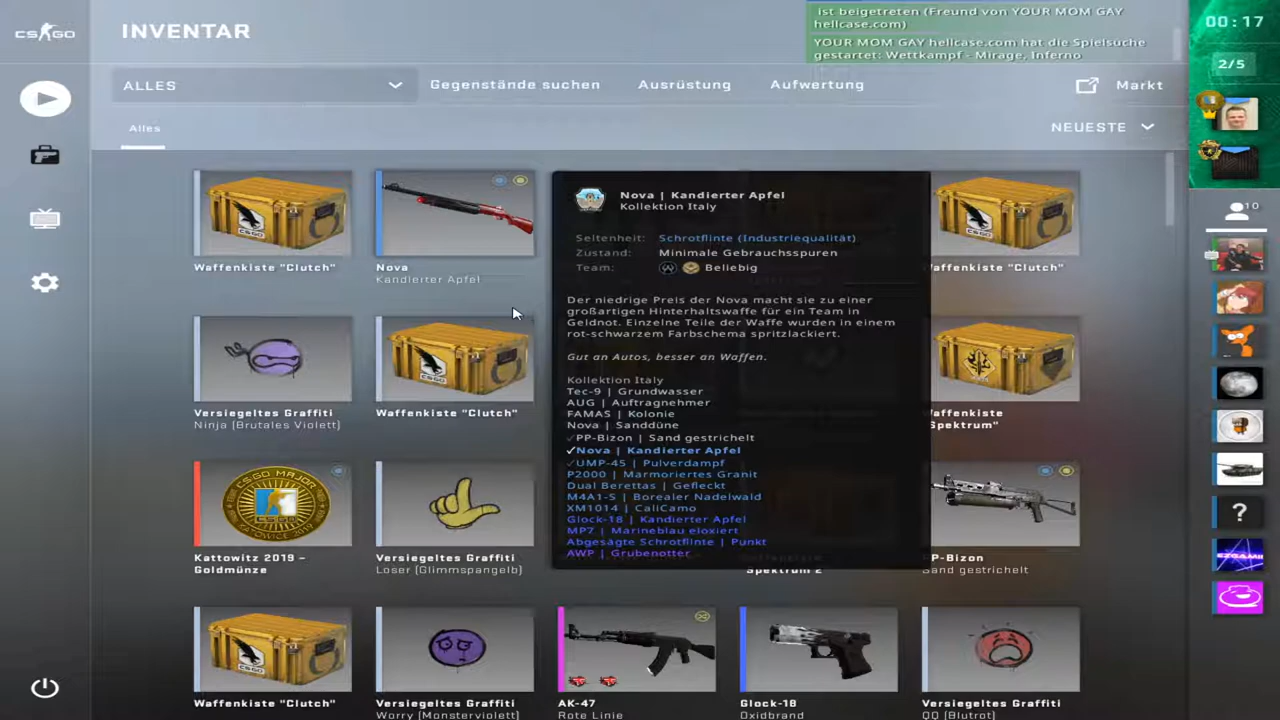 CS:GO
INVENTAR
ist beigetreten (Freund von YOUR MOM GAY
hellcase.com)
YOUR MOM GAY hellcase.com hat die Spielsuche
gestartet: Wettkampf - Mirage, Inferno
00:17
2/5
ALLES
Gegenstände suchen
Ausrüstung
Aufwertung
Markt
Alles
NEUESTE
10
Waffenkiste "Clutch"
Nova
Kandierter Apfel
Waffenkiste "Clutch"
Nova | Kandierter Apfel
Kollektion Italy
Seltenheit: Schrotflinte (Industriequalität)
Zustand: Minimale Gebrauchsspuren
Team: Beliebig
Der niedrige Preis der Nova macht sie zu einer
großartigen Hinterhaltswaffe für ein Team in
Geldnot. Einzelne Teile der Waffe wurden in einem
rot-schwarzem Farbschema spritzlackiert.
Gut an Autos, besser an Waffen.
Kollektion Italy
Tec-9 | Grundwasser
AUG | Auftragnehmer
FAMAS | Kolonie
Nova | Sanddüne
✓PP-Bizon | Sand gestrichelt
✓Nova | Kandierter Apfel
✓UMP-45 | Pulverdampf
P2000 | Marmoriertes Granit
Dual Berettas | Gefleckt
M4A1-S | Borealer Nadelwald
XM1014 | CaliCamo
Glock-18 | Kandierter Apfel
MP7 | Marineblau eloxiert
Abgesägte Schrotflinte | Punkt
AWP | Grubenotter
Versiegeltes Graffiti
Ninja (Brutales Violett)
Waffenkiste "Clutch"
Waffenkiste
Spektrum"
Kattowitz 2019 –
Goldmünze
Versiegeltes Graffiti
Loser (Glimmspangelb)
Spektrum 2"
PP-Bizon
Sand gestrichelt
Waffenkiste "Clutch"
Versiegeltes Graffiti
Worry (Monsterviolett)
AK-47
Rote Linie
Glock-18
Oxidbrand
Versiegeltes Graffiti
QQ (Blutrot)
?